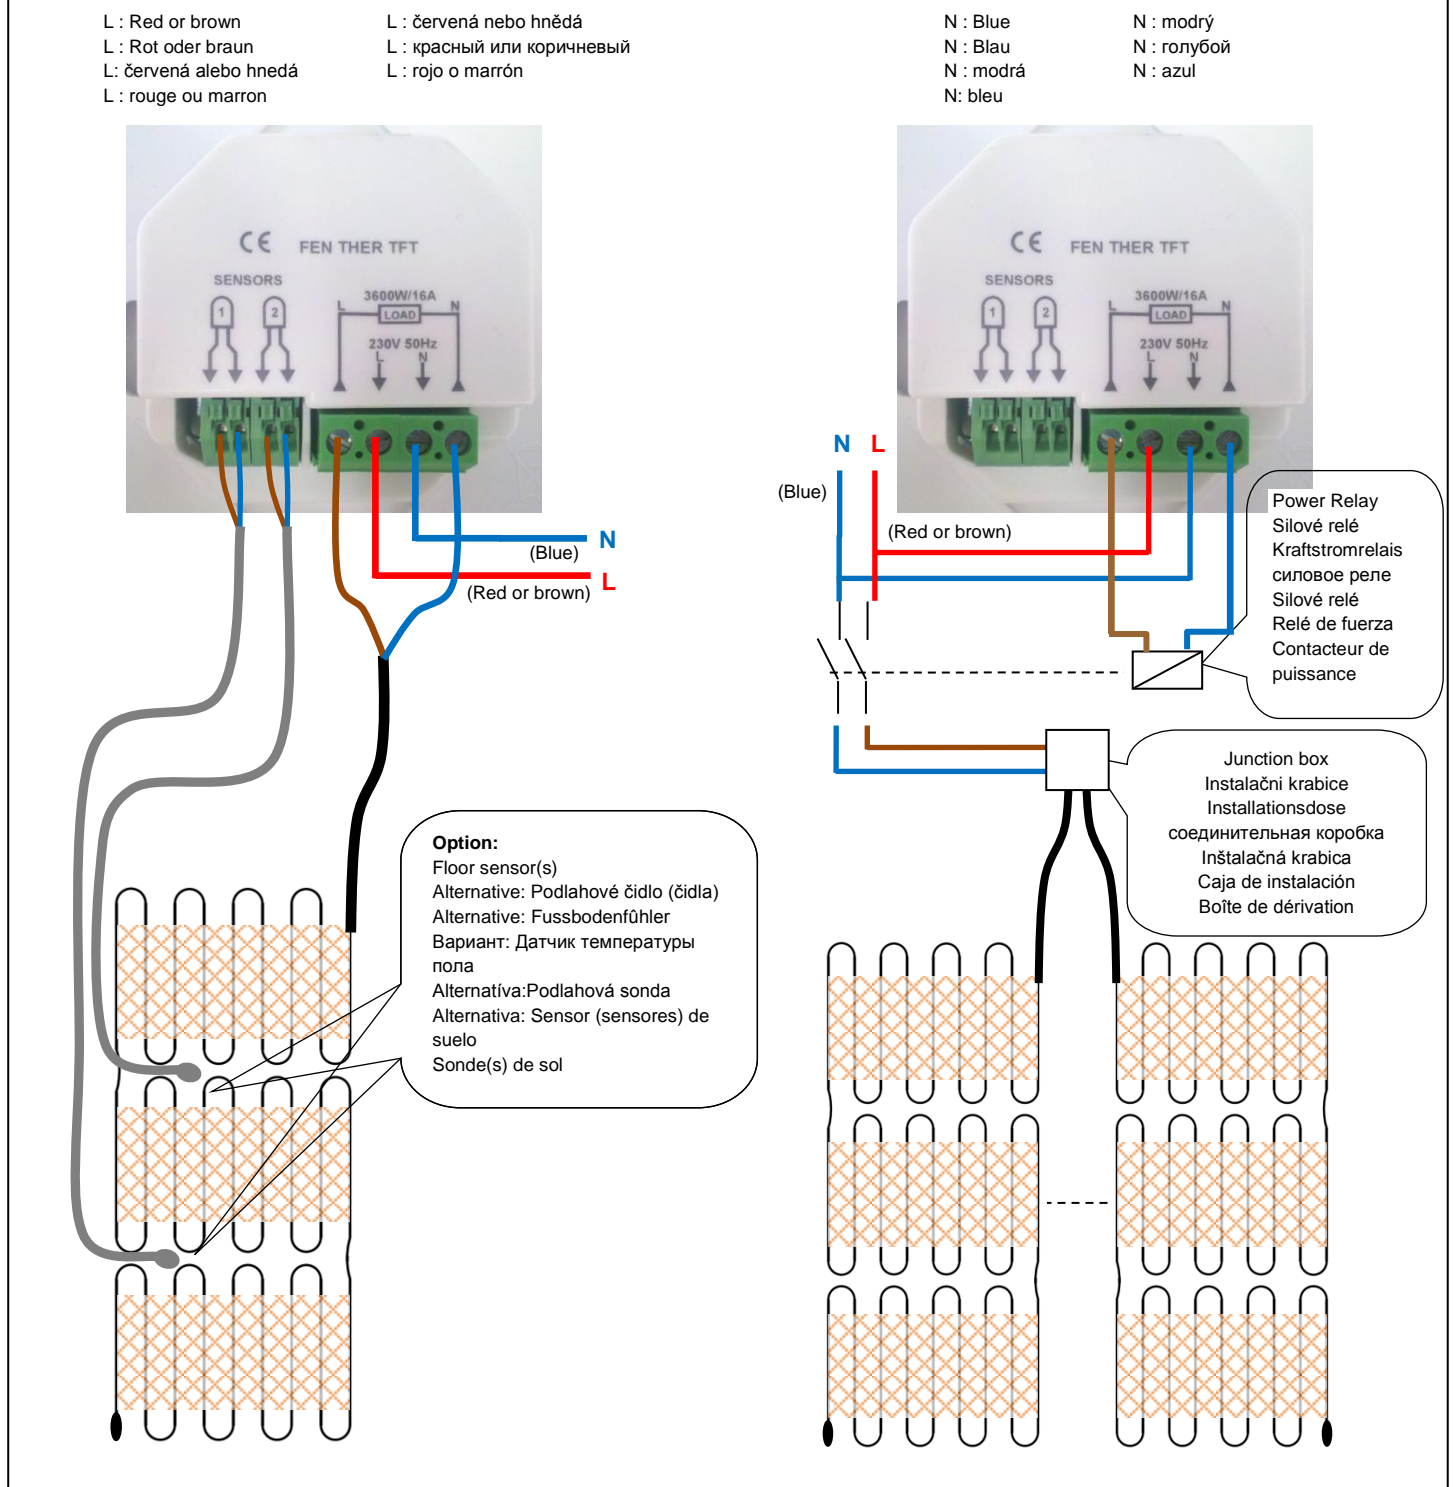 L : Red or brown
L : Rot oder braun
L: červená alebo hnedá
L : rouge ou marron
L : červená nebo hnědá
L : красный или коричневый
L : rojo o marrón
N : Blue
N : Blau
N : modrá
N: bleu
N : modrý
N : голубой
N : azul
CE FEN THER TFT
SENSORS
1 2
3600W/16A
L LOAD N
230V 50Hz
L N
N
(Blue)
L
(Red or brown)
Option:
Floor sensor(s)
Alternative: Podlahové čidlo (čidla)
Alternative: Fussbodenfûhler
Вариант: Датчик температуры
пола
Alternatíva:Podlahová sonda
Alternativa: Sensor (sensores) de
suelo
Sonde(s) de sol
CE FEN THER TFT
SENSORS
1 2
3600W/16A
L LOAD N
230V 50Hz
L N
N L
(Blue)
(Red or brown)
Power Relay
Silové relé
Kraftstromrelais
силовое реле
Silové relé
Relé de fuerza
Contacteur de
puissance
Junction box
Instalačni krabice
Installationsdose
соединительная коробка
Inštalačná krabica
Caja de instalación
Boîte de dérivation